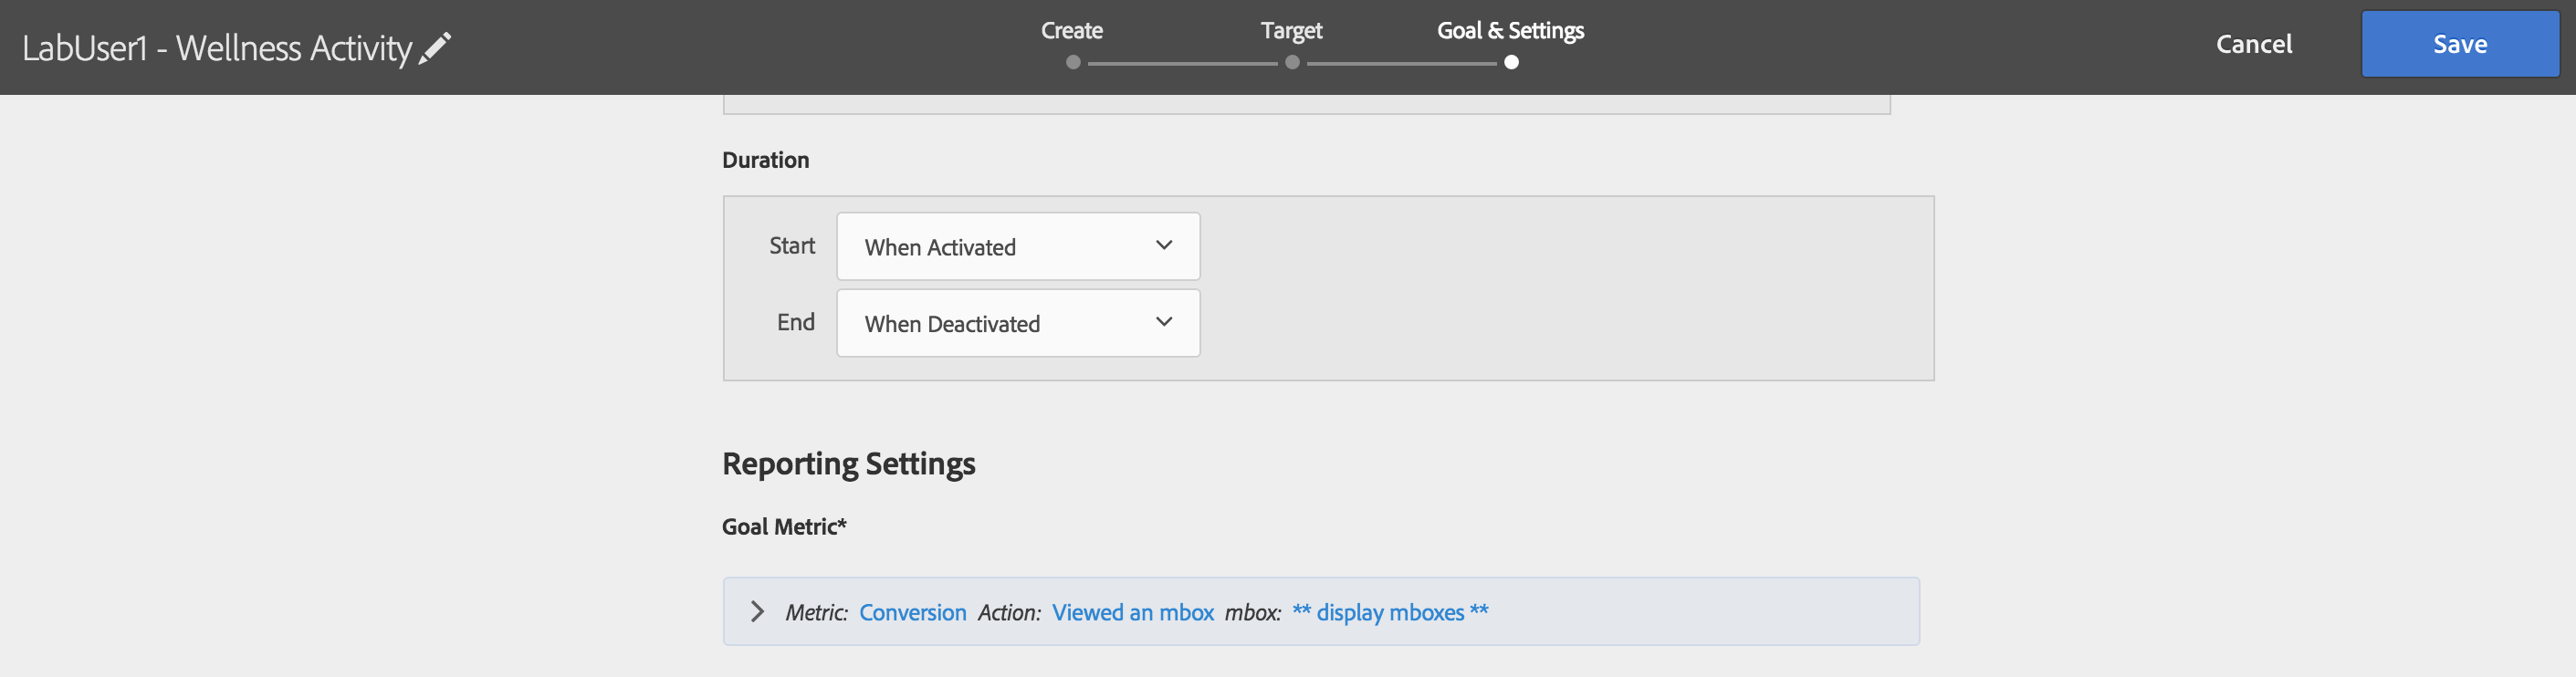 LabUser1 - Wellness Activity
Create Target Goal & Settings
Cancel Save
Duration
Start When Activated
End When Deactivated
Reporting Settings
Goal Metric*
Metric: Conversion Action: Viewed an mbox mbox: ** display mboxes **